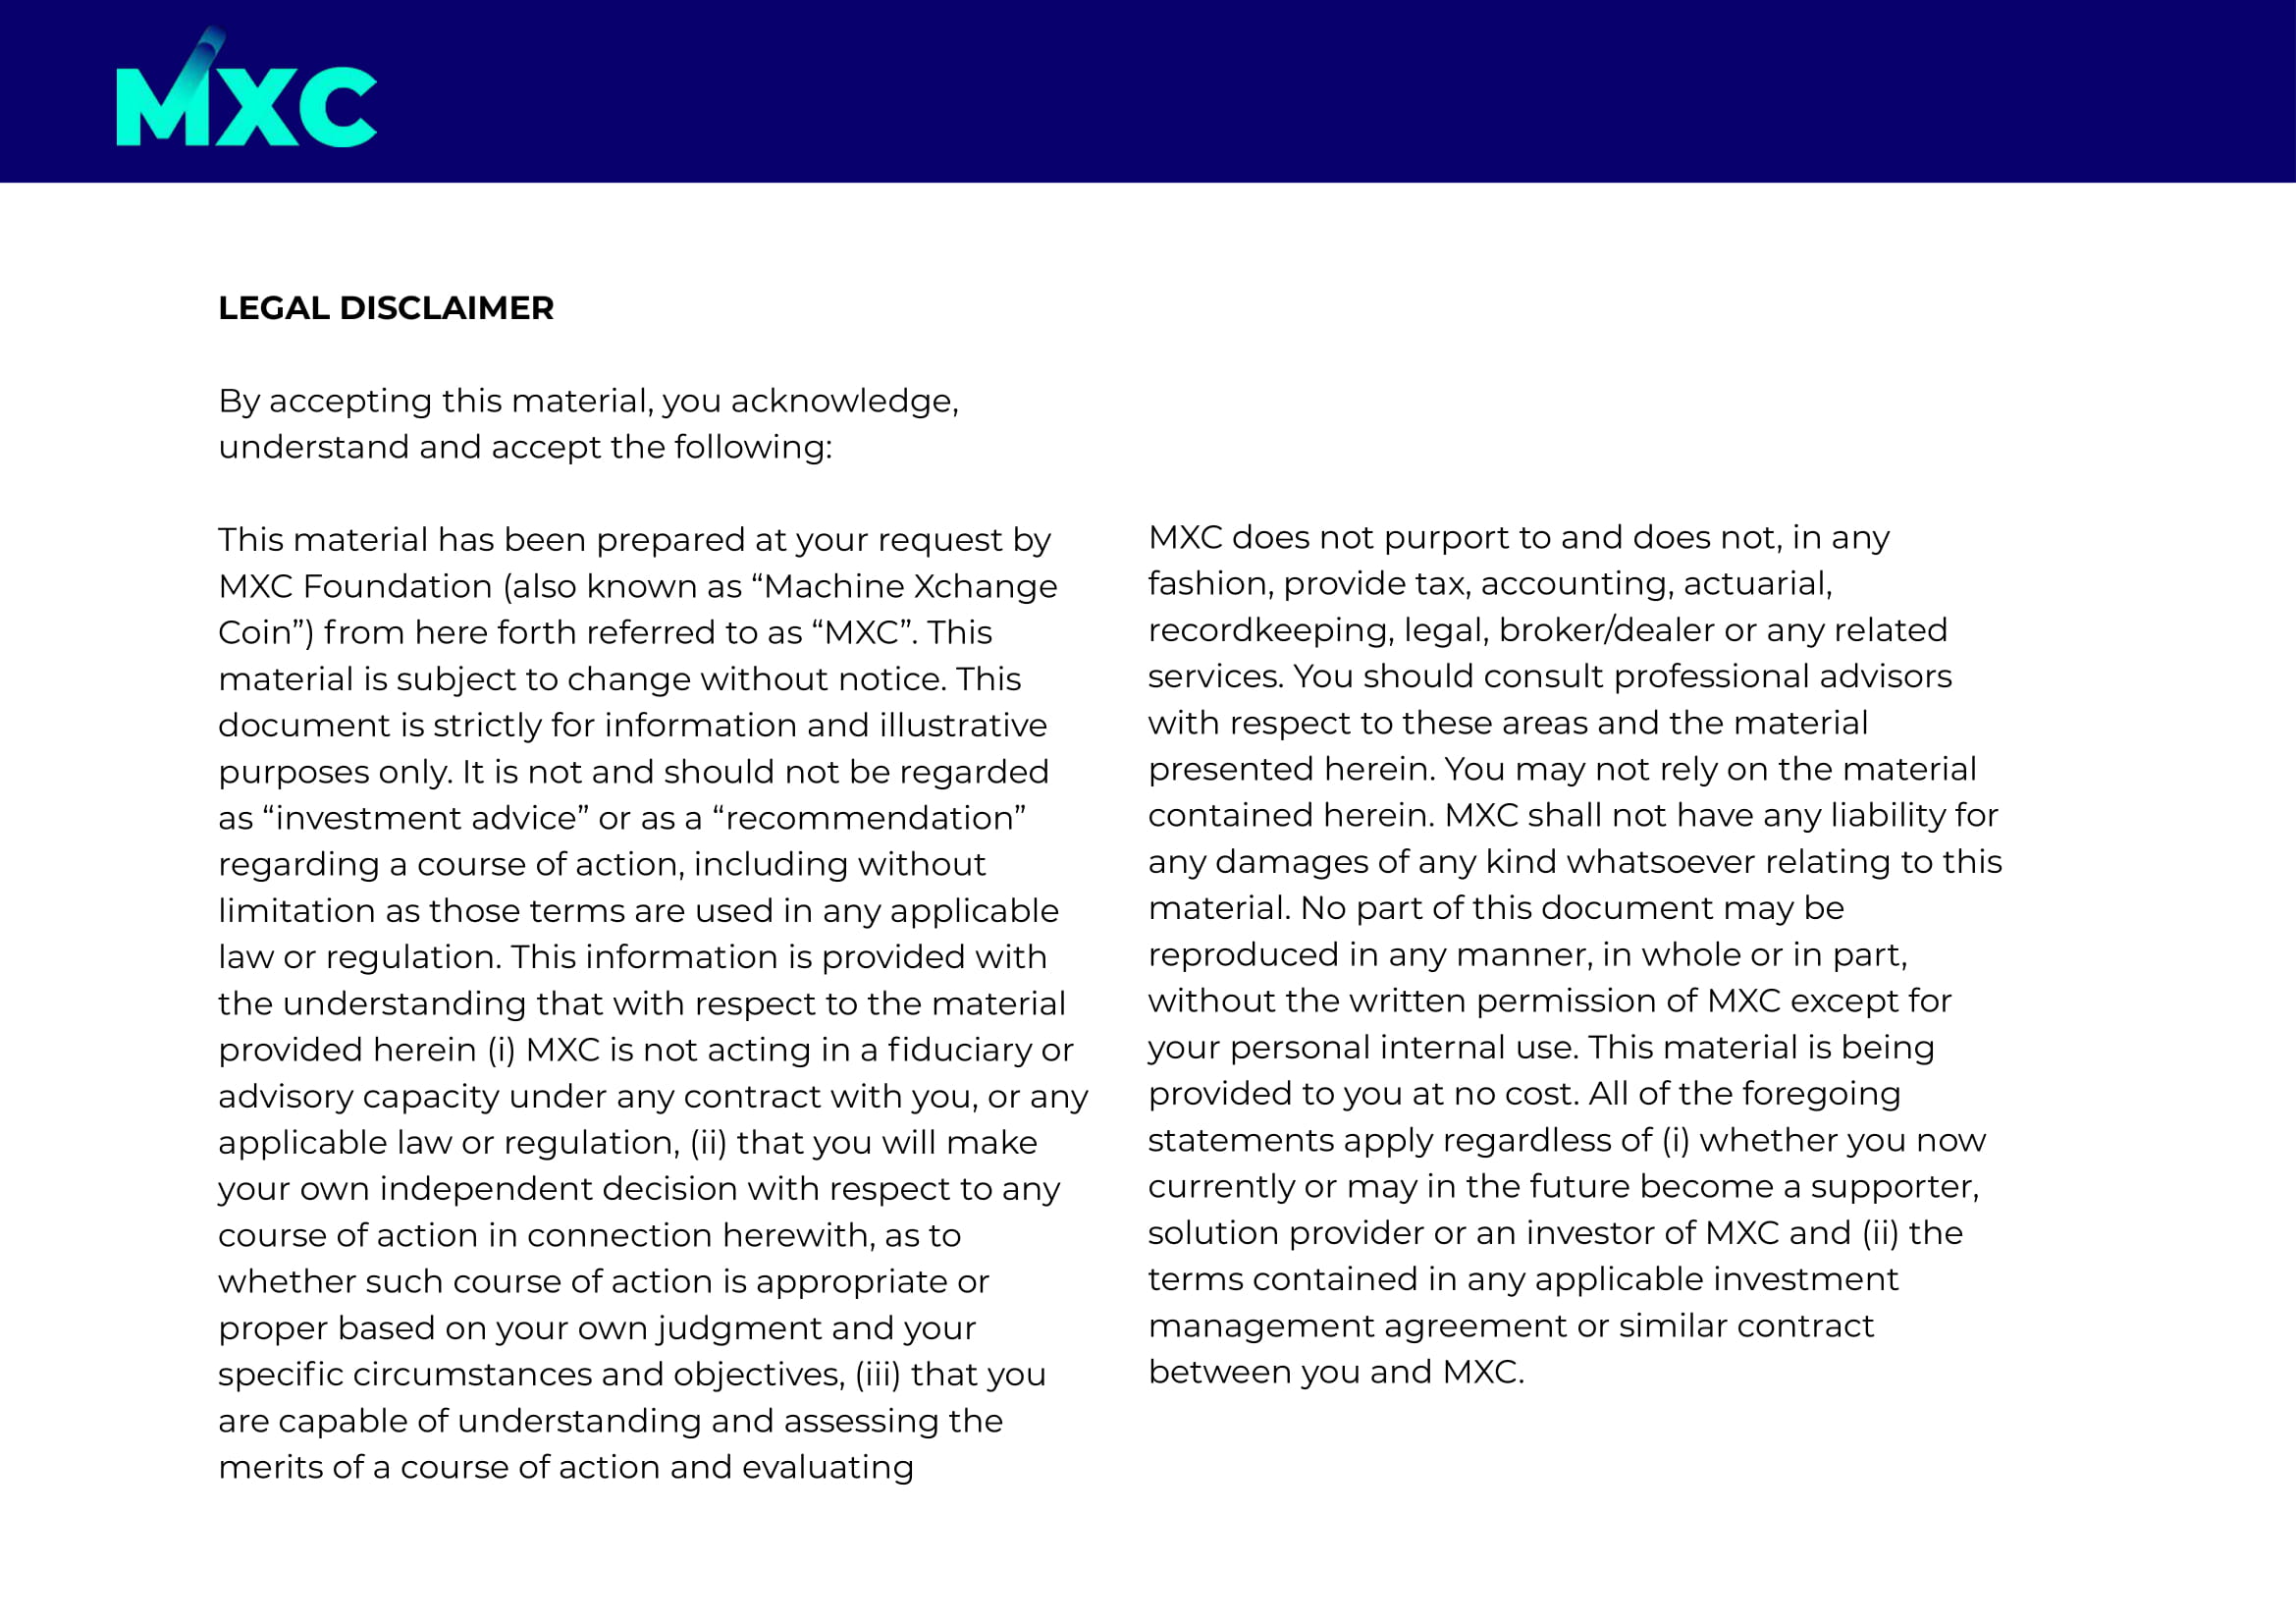 MXC
LEGAL DISCLAIMER
By accepting this material, you acknowledge,
understand and accept the following:
This material has been prepared at your request by
MXC Foundation (also known as “Machine Xchange
Coin”) from here forth referred to as “MXC”. This
material is subject to change without notice. This
document is strictly for information and illustrative
purposes only. It is not and should not be regarded
as “investment advice” or as a “recommendation”
regarding a course of action, including without
limitation as those terms are used in any applicable
law or regulation. This information is provided with
the understanding that with respect to the material
provided herein (i) MXC is not acting in a fiduciary or
advisory capacity under any contract with you, or any
applicable law or regulation, (ii) that you will make
your own independent decision with respect to any
course of action in connection herewith, as to
whether such course of action is appropriate or
proper based on your own judgment and your
specific circumstances and objectives, (iii) that you
are capable of understanding and assessing the
merits of a course of action and evaluating
MXC does not purport to and does not, in any
fashion, provide tax, accounting, actuarial,
recordkeeping, legal, broker/dealer or any related
services. You should consult professional advisors
with respect to these areas and the material
presented herein. You may not rely on the material
contained herein. MXC shall not have any liability for
any damages of any kind whatsoever relating to this
material. No part of this document may be
reproduced in any manner, in whole or in part,
without the written permission of MXC except for
your personal internal use. This material is being
provided to you at no cost. All of the foregoing
statements apply regardless of (i) whether you now
currently or may in the future become a supporter,
solution provider or an investor of MXC and (ii) the
terms contained in any applicable investment
management agreement or similar contract
between you and MXC.